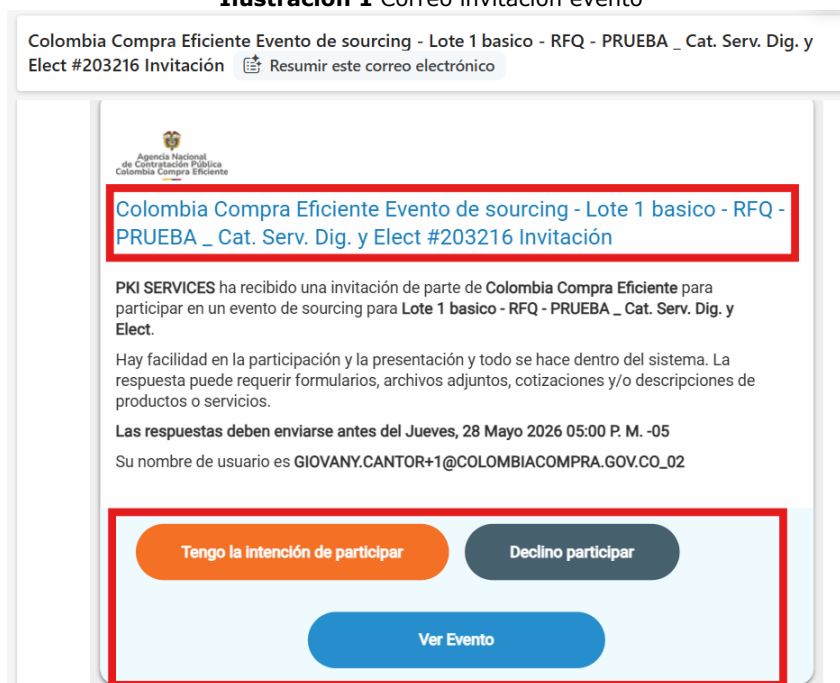 Ilustración 1 Correo invitación evento
Colombia Compra Eficiente Evento de sourcing - Lote 1 basico - RFQ - PRUEBA _ Cat. Serv. Dig. y
Elect #203216 Invitación Resumir este correo electrónico
Agencia Nacional
de Contratación Pública
Colombia Compra Eficiente
Colombia Compra Eficiente Evento de sourcing - Lote 1 basico - RFQ -
PRUEBA _ Cat. Serv. Dig. y Elect #203216 Invitación
PKI SERVICES ha recibido una invitación de parte de Colombia Compra Eficiente para
participar en un evento de sourcing para Lote 1 basico - RFQ - PRUEBA _ Cat. Serv. Dig. y
Elect.
Hay facilidad en la participación y la presentación y todo se hace dentro del sistema. La
respuesta puede requerir formularios, archivos adjuntos, cotizaciones y/o descripciones de
productos o servicios.
Las respuestas deben enviarse antes del Jueves, 28 Mayo 2026 05:00 P. M. -05
Su nombre de usuario es GIOVANY.CANTOR+1@COLOMBIACOMPRA.GOV.CO_02
Tengo la intención de participar Declino participar
Ver Evento